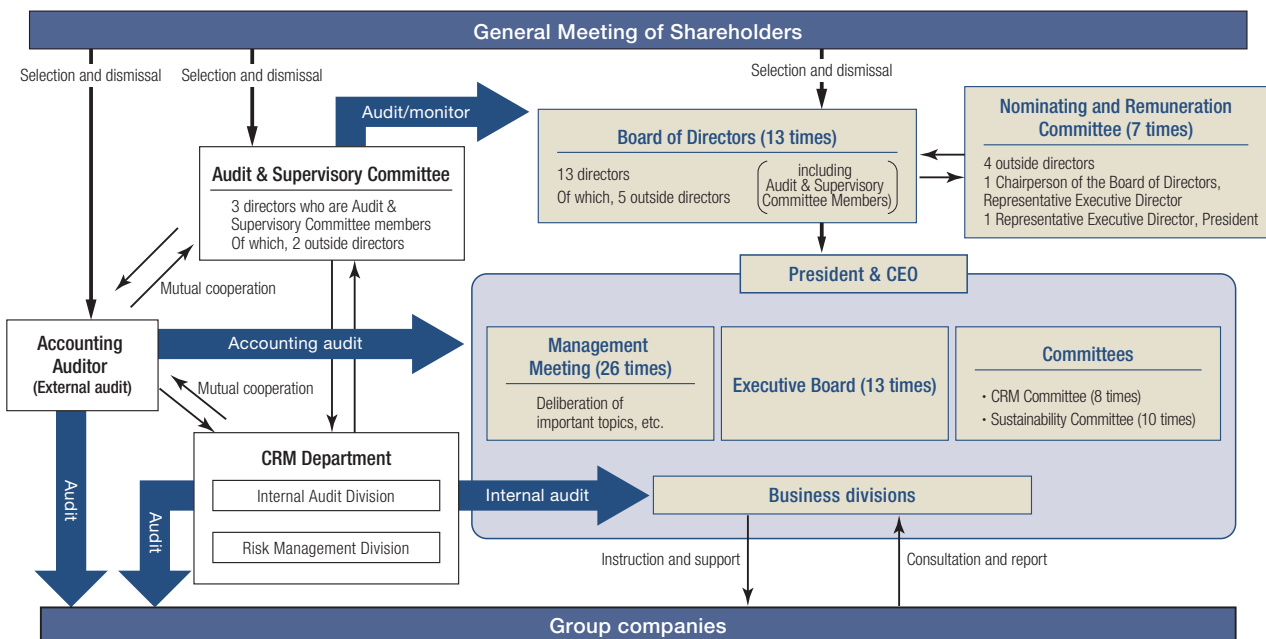 General Meeting of Shareholders
Selection and dismissal
Selection and dismissal
Selection and dismissal
Audit/monitor
Board of Directors (13 times)
13 directors
Of which, 5 outside directors
including
Audit & Supervisory
Committee Members
Nominating and Remuneration
Committee (7 times)
4 outside directors
1 Chairperson of the Board of Directors,
Representative Executive Director
1 Representative Executive Director, President
Audit & Supervisory Committee
3 directors who are Audit &
Supervisory Committee members
Of which, 2 outside directors
Mutual cooperation
President & CEO
Accounting
Auditor
(External audit)
Accounting audit
Mutual cooperation
Management
Meeting (26 times)
Deliberation of
important topics, etc.
Executive Board (13 times)
Committees
・CRM Committee (8 times)
・Sustainability Committee (10 times)
CRM Department
Internal Audit Division
Risk Management Division
Audit
Audit
Internal audit
Business divisions
Instruction and support
Consultation and report
Group companies